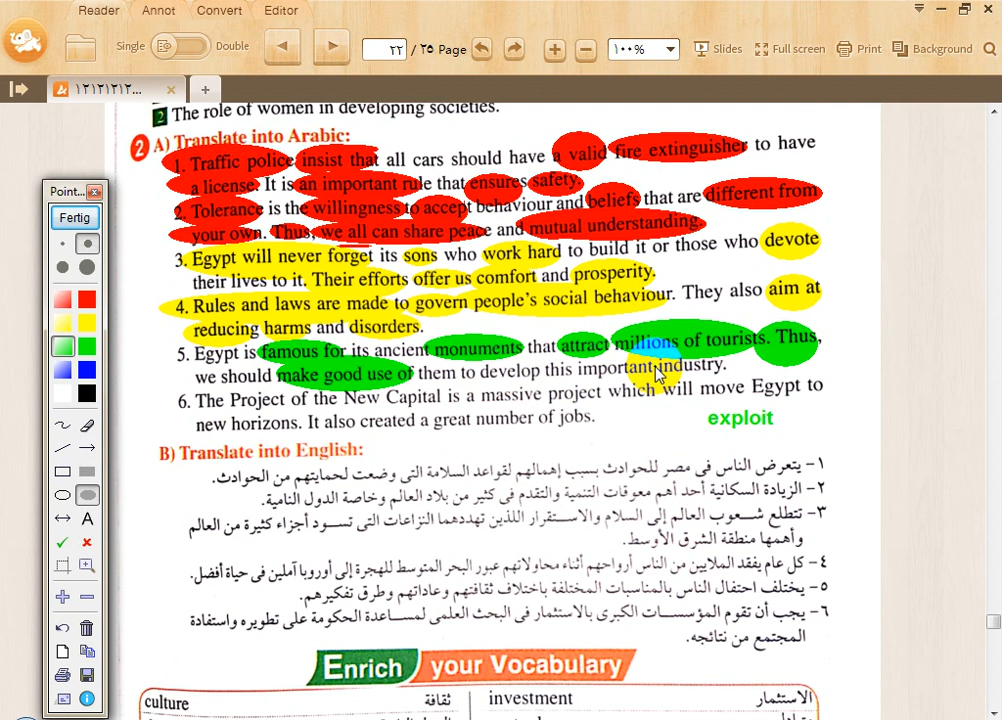 Reader Annot Convert Editor
Single Double ٢٢ / ٢٥ Page ١٠٠% Slides Full screen Print Background
١٢١٢١٢١٢...
2 The role of women in developing societies.
2 A) Translate into Arabic:
1. Traffic police insist that all cars should have a valid fire extinguisher to have
a license. It is an important rule that ensures safety.
2. Tolerance is the willingness to accept behaviour and beliefs that are different from
your own. Thus, we all can share peace and mutual understanding.
3. Egypt will never forget its sons who work hard to build it or those who devote
their lives to it. Their efforts offer us comfort and prosperity.
4. Rules and laws are made to govern people's social behaviour. They also aim at
reducing harms and disorders.
5. Egypt is famous for its ancient monuments that attract millions of tourists. Thus,
we should make good use of them to develop this important industry.
6. The Project of the New Capital is a massive project which will move Egypt to
new horizons. It also created a great number of jobs.
exploit
B) Translate into English:
١- يتعرض الناس فى مصر للحوادث بسبب إهمالهم لقواعد السلامة التى وضعت لحمايتهم من الحوادث.
٢- الزيادة السكانية أحد أهم معوقات التنمية والتقدم فى كثير من بلاد العالم وخاصة الدول النامية.
٣- تتطلع شعوب العالم إلى السلام والاستقرار اللذين تهددهما النزاعات التى تسود أجزاء كثيرة من العالم
وأهمها منطقة الشرق الأوسط.
٤- كل عام يفقد الملايين من الناس أرواحهم أثناء محاولاتهم عبور البحر المتوسط للهجرة إلى أوروبا آملين فى حياة أفضل.
٥- يختلف احتفال الناس بالمناسبات المختلفة باختلاف ثقافتهم وعاداتهم وطرق تفكيرهم.
٦- يجب أن تقوم المؤسسات الكبرى بالاستثمار فى البحث العلمى لمساعدة الحكومة على تطويره واستفادة
المجتمع من نتائجه.
Enrich your Vocabulary
culture ثقافة investment الاستثمار
Point...
Fertig
A